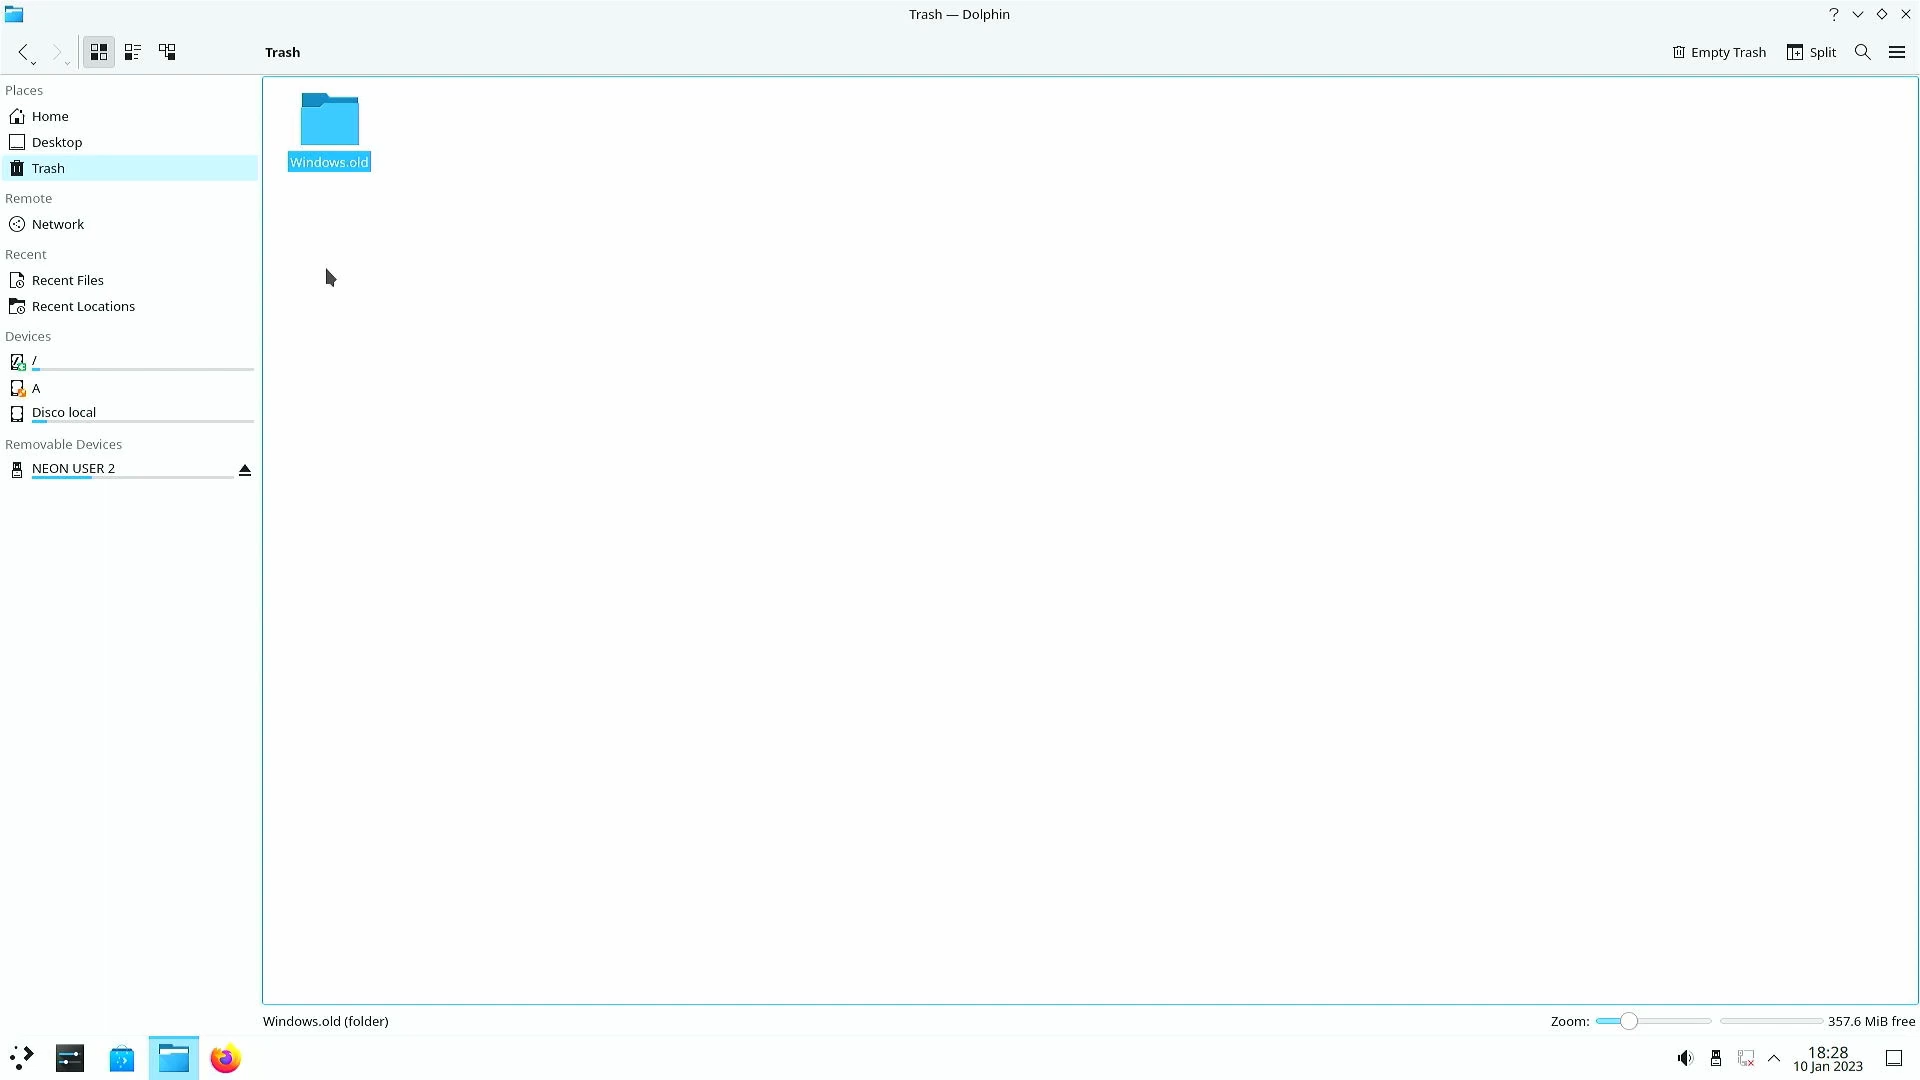 Trash — Dolphin
Trash
Empty Trash
Split
Places
Home
Desktop
Trash
Remote
Network
Recent
Recent Files
Recent Locations
Devices
/
A
Disco local
Removable Devices
NEON USER 2
Windows.old
Windows.old (folder)
Zoom:
357.6 MiB free
18:28
10 Jan 2023